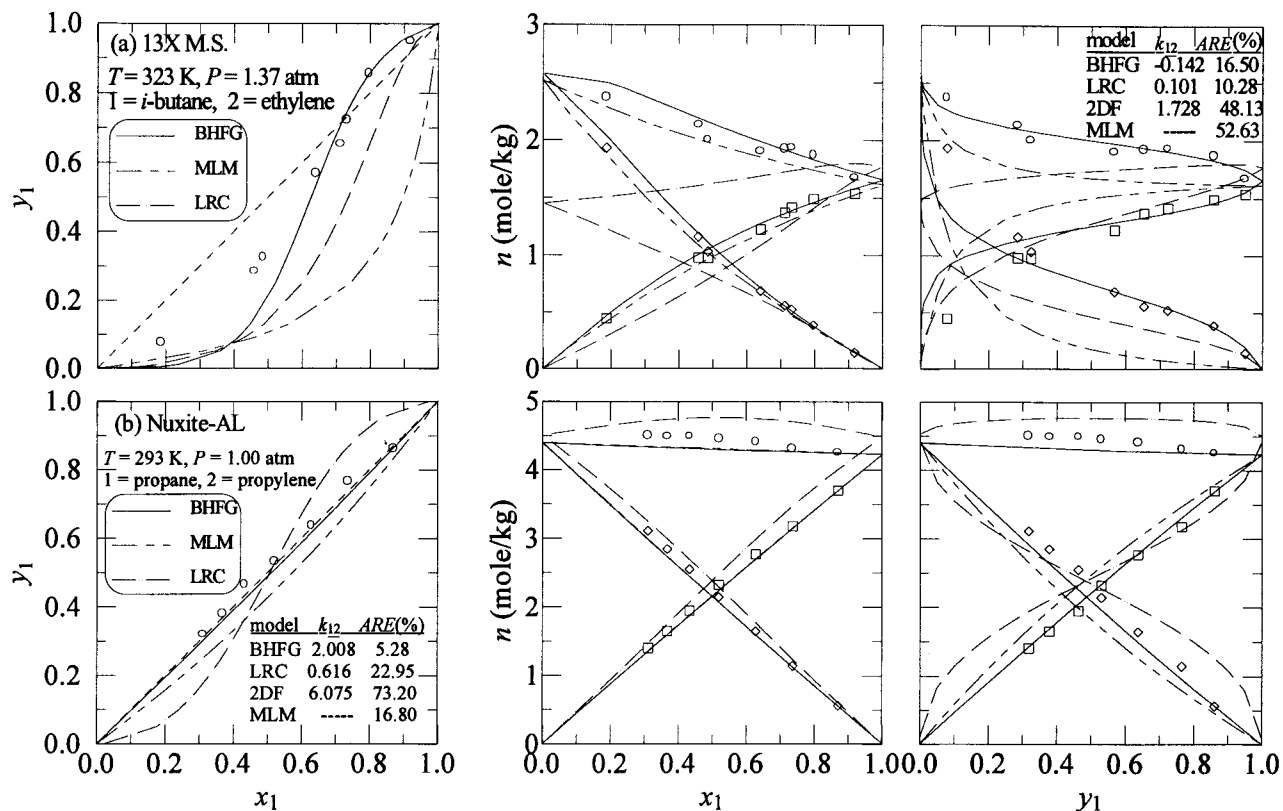 1.0
0.8
0.6
0.4
0.2
0.0
y1
(a) 13X M.S.
T = 323 K, P = 1.37 atm
1 = i-butane, 2 = ethylene
BHFG
MLM
LRC
3
2
1
0
n (mole/kg)
model k12 ARE(%)
BHFG -0.142 16.50
LRC 0.101 10.28
2DF 1.728 48.13
MLM ----- 52.63
1.0
0.8
0.6
0.4
0.2
0.0
y1
(b) Nuxite-AL
T = 293 K, P = 1.00 atm
1 = propane, 2 = propylene
BHFG
MLM
LRC
model k12 ARE(%)
BHFG 2.008 5.28
LRC 0.616 22.95
2DF 6.075 73.20
MLM ----- 16.80
5
4
3
2
1
0
n (mole/kg)
0.0 0.2 0.4 0.6 0.8 1.0
x1
0.0 0.2 0.4 0.6 0.8 1.0
x1
0.0 0.2 0.4 0.6 0.8 1.0
y1